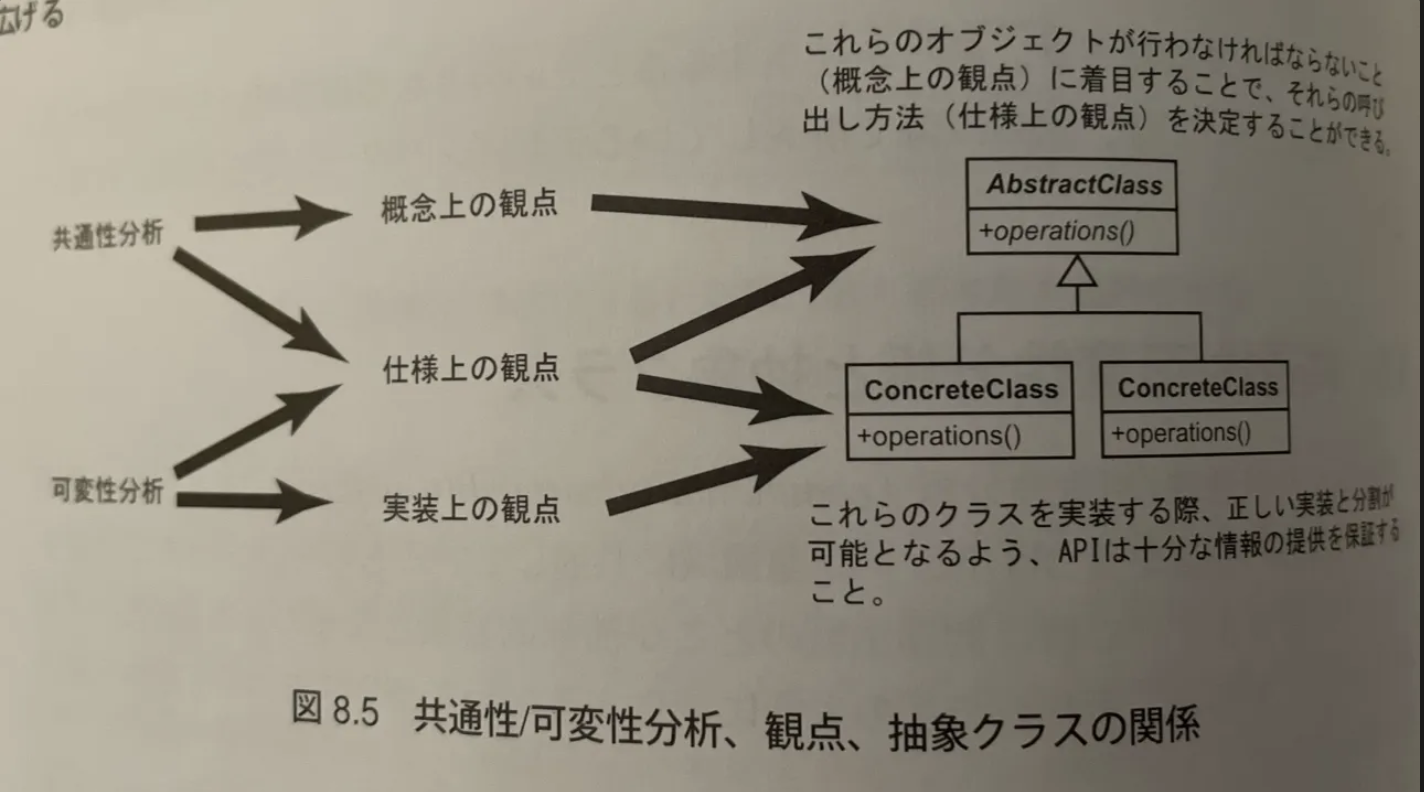 広げる
これらのオブジェクトが行わなければならないこと
（概念上の観点）に着目することで、それらの呼び
出し方法（仕様上の観点）を決定することができる。
AbstractClass
+operations()
共通性分析
概念上の観点
仕様上の観点
ConcreteClass
+operations()
ConcreteClass
+operations()
可変性分析
実装上の観点
これらのクラスを実装する際、正しい実装と分割が
可能となるよう、APIは十分な情報の提供を保証する
こと。
図 8.5　共通性/可変性分析、観点、抽象クラスの関係